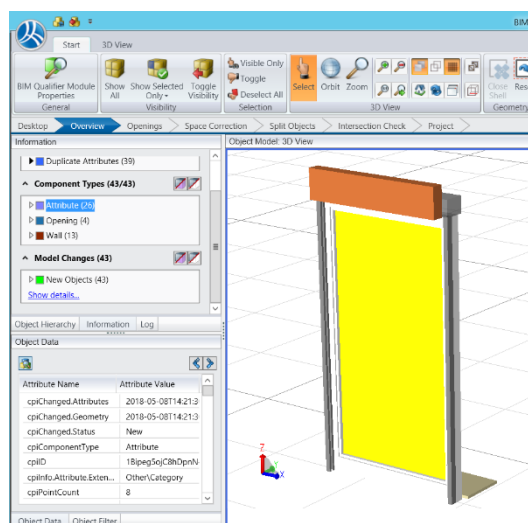 BIM
Start 3D View
BIM Qualifier Module Properties
Show All
Show Selected Only
Toggle Visibility
Visible Only
Toggle
Deselect All
Select
Orbit
Zoom
Close Shell
General Visibility Selection 3D View Geometry
Desktop Overview Openings Space Correction Split Objects Intersection Check Project
Information
Duplicate Attributes (39)
Component Types (43/43)
Attribute (26)
Opening (4)
Wall (13)
Model Changes (43)
New Objects (43)
Show details...
Object Hierarchy Information Log
Object Data
Attribute Name Attribute Value
cpiChanged.Attributes 2018-05-08T14:21:3
cpiChanged.Geometry 2018-05-08T14:21:3
cpiChanged.Status New
cpiComponentType Attribute
cpiID
cpiInfo.Attribute.Exten... Other\Category
cpiPointCount 8
Object Data Object Filter
Object Model: 3D View
Z
Y
X